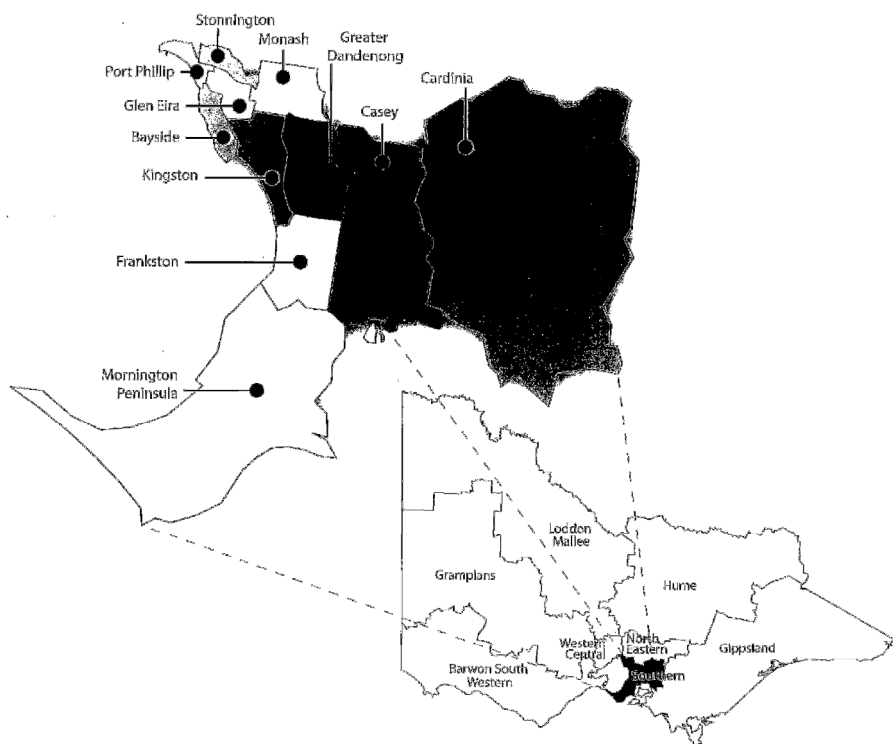 Stonnington
Monash
Greater
Dandenong
Port Phillip
Cardinia
Glen Eira
Casey
Bayside
Kingston
Frankston
Mornington
Peninsula
Loddon
Mallee
Grampians
Hume
Western
Central
North
Eastern
Gippsland
Barwon South
Western
Southern